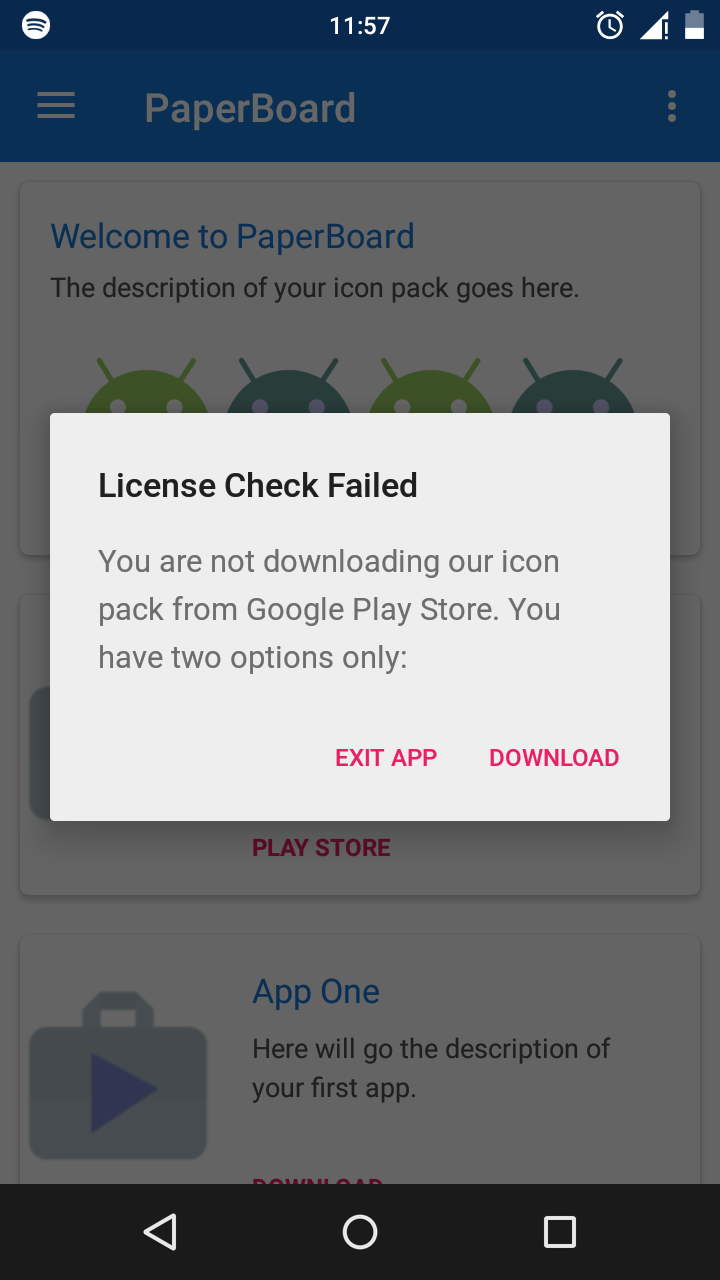 11:57
PaperBoard
Welcome to PaperBoard
The description of your icon pack goes here.
License Check Failed
You are not downloading our icon
pack from Google Play Store. You
have two options only:
EXIT APP DOWNLOAD
PLAY STORE
App One
Here will go the description of
your first app.
DOWNLOAD